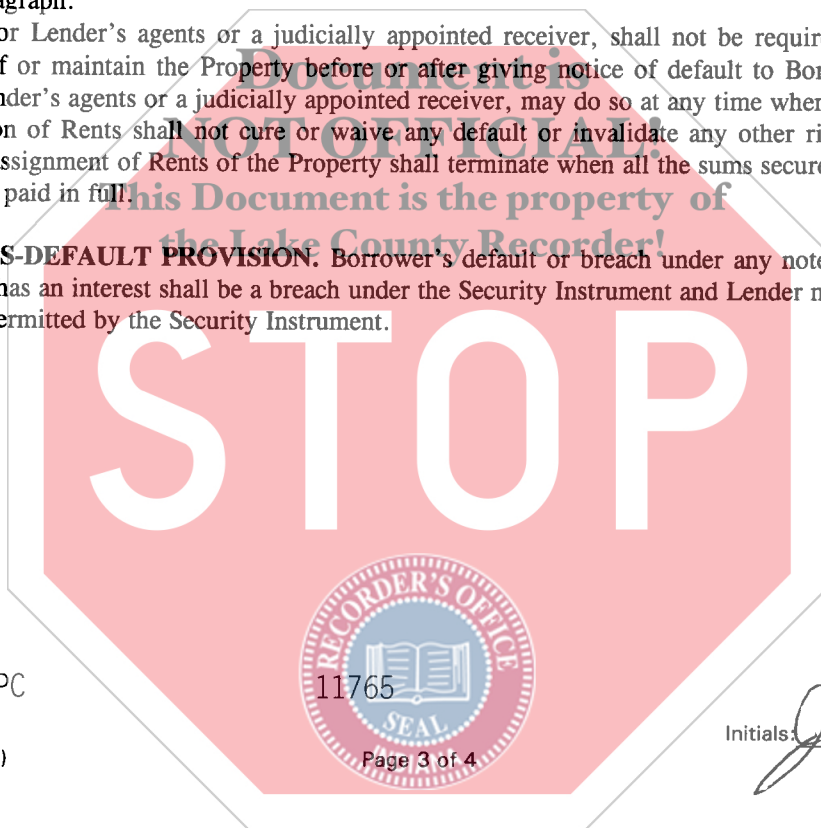 agraph.
or Lender's agents or a judicially appointed receiver, shall not be requir
f or maintain the Property before or after giving notice of default to Bor
nder's agents or a judicially appointed receiver, may do so at any time when
on of Rents shall not cure or waive any default or invalidate any other ri
ssignment of Rents of the Property shall terminate when all the sums secure
paid in full.
Document is
NOT OFFICIAL!
This Document is the property of
the Lake County Recorder!
S-DEFAULT PROVISION. Borrower's default or breach under any note
has an interest shall be a breach under the Security Instrument and Lender m
ermitted by the Security Instrument.
STOP
RECORDER'S OFFICE
SEAL
INDIANA
PC
11765
Initials:
)
Page 3 of 4